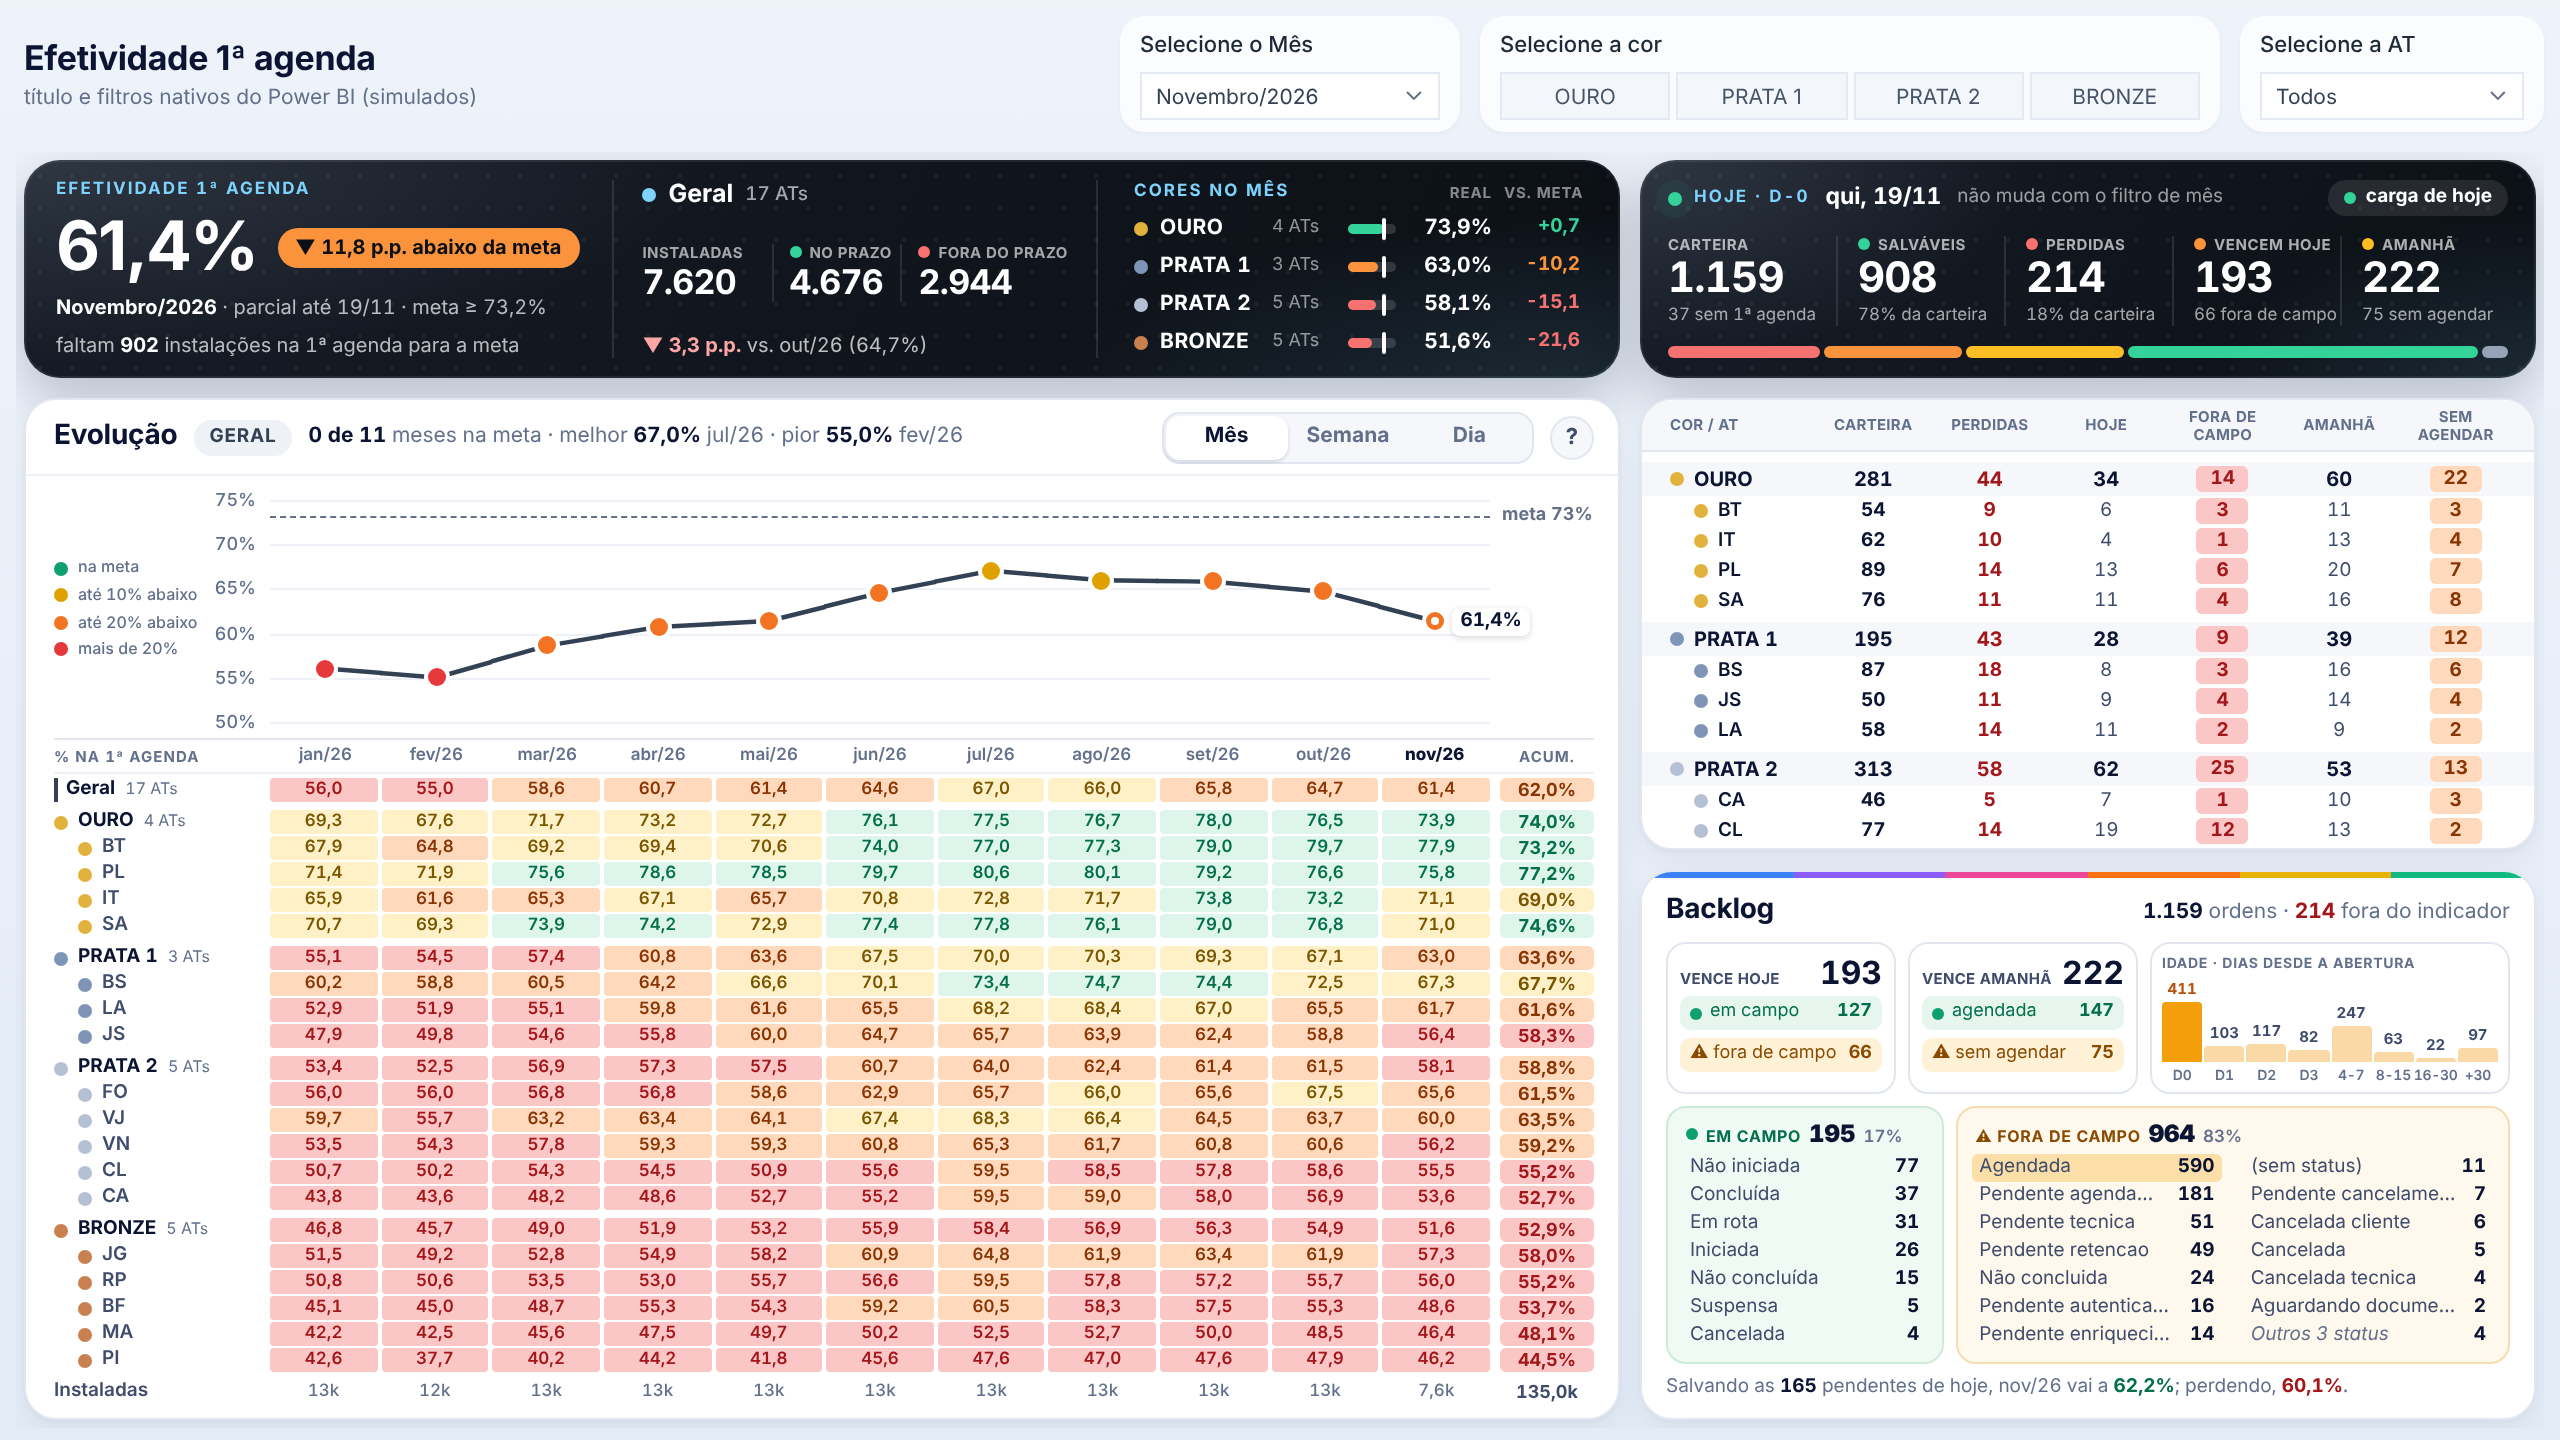 Efetividade 1ª agenda
título e filtros nativos do Power BI (simulados)
Selecione o Mês
Novembro/2026
Selecione a cor
OURO PRATA 1 PRATA 2 BRONZE
Selecione a AT
Todos
EFETIVIDADE 1ª AGENDA
61,4% ▼ 11,8 p.p. abaixo da meta
Novembro/2026 · parcial até 19/11 · meta ≥ 73,2%
faltam 902 instalações na 1ª agenda para a meta
Geral 17 ATs
INSTALADAS NO PRAZO FORA DO PRAZO
7.620 4.676 2.944
▼ 3,3 p.p. vs. out/26 (64,7%)
CORES NO MÊS REAL VS. META
OURO 4 ATs 73,9% +0,7
PRATA 1 3 ATs 63,0% -10,2
PRATA 2 5 ATs 58,1% -15,1
BRONZE 5 ATs 51,6% -21,6
HOJE · D-0 qui, 19/11 não muda com o filtro de mês carga de hoje
CARTEIRA SALVÁVEIS PERDIDAS VENCEM HOJE AMANHÃ
1.159 908 214 193 222
37 sem 1ª agenda 78% da carteira 18% da carteira 66 fora de campo 75 sem agendar
Evolução GERAL 0 de 11 meses na meta · melhor 67,0% jul/26 · pior 55,0% fev/26
Mês Semana Dia ?
75%
meta 73%
70%
na meta
até 10% abaixo 65%
até 20% abaixo 60%
61,4%
mais de 20%
55%
50%
% NA 1ª AGENDA jan/26 fev/26 mar/26 abr/26 mai/26 jun/26 jul/26 ago/26 set/26 out/26 nov/26 ACUM.
Geral 17 ATs 56,0 55,0 58,6 60,7 61,4 64,6 67,0 66,0 65,8 64,7 61,4 62,0%
OURO 4 ATs 69,3 67,6 71,7 73,2 72,7 76,1 77,5 76,7 78,0 76,5 73,9 74,0%
BT 67,9 64,8 69,2 69,4 70,6 74,0 77,0 77,3 79,0 79,7 77,9 73,2%
PL 71,4 71,9 75,6 78,6 78,5 79,7 80,6 80,1 79,2 76,6 75,8 77,2%
IT 65,9 61,6 65,3 67,1 65,7 70,8 72,8 71,7 73,8 73,2 71,1 69,0%
SA 70,7 69,3 73,9 74,2 72,9 77,4 77,8 76,1 79,0 76,8 71,0 74,6%
PRATA 1 3 ATs 55,1 54,5 57,4 60,8 63,6 67,5 70,0 70,3 69,3 67,1 63,0 63,6%
BS 60,2 58,8 60,5 64,2 66,6 70,1 73,4 74,7 74,4 72,5 67,3 67,7%
LA 52,9 51,9 55,1 59,8 61,6 65,5 68,2 68,4 67,0 65,5 61,7 61,6%
JS 47,9 49,8 54,6 55,8 60,0 64,7 65,7 63,9 62,4 58,8 56,4 58,3%
PRATA 2 5 ATs 53,4 52,5 56,9 57,3 57,5 60,7 64,0 62,4 61,4 61,5 58,1 58,8%
FO 56,0 56,0 56,8 56,8 58,6 62,9 65,7 66,0 65,6 67,5 65,6 61,5%
VJ 59,7 55,7 63,2 63,4 64,1 67,4 68,3 66,4 64,5 63,7 60,0 63,5%
VN 53,5 54,3 57,8 59,3 59,3 60,8 65,3 61,7 60,8 60,6 56,2 59,2%
CL 50,7 50,2 54,3 54,5 50,9 55,6 59,5 58,5 57,8 58,6 55,5 55,2%
CA 43,8 43,6 48,2 48,6 52,7 55,2 59,5 59,0 58,0 56,9 53,6 52,7%
BRONZE 5 ATs 46,8 45,7 49,0 51,9 53,2 55,9 58,4 56,9 56,3 54,9 51,6 52,9%
JG 51,5 49,2 52,8 54,9 58,2 60,9 64,8 61,9 63,4 61,9 57,3 58,0%
RP 50,8 50,6 53,5 53,0 55,7 56,6 59,5 57,8 57,2 55,7 56,0 55,2%
BF 45,1 45,0 48,7 55,3 54,3 59,2 60,5 58,3 57,5 55,3 48,6 53,7%
MA 42,2 42,5 45,6 47,5 49,7 50,2 52,5 52,7 50,0 48,5 46,4 48,1%
PI 42,6 37,7 40,2 44,2 41,8 45,6 47,6 47,0 47,6 47,9 46,2 44,5%
Instaladas 13k 12k 13k 13k 13k 13k 13k 13k 13k 13k 7,6k 135,0k
COR / AT CARTEIRA PERDIDAS HOJE FORA DE CAMPO AMANHÃ SEM AGENDAR
OURO 281 44 34 14 60 22
BT 54 9 6 3 11 3
IT 62 10 4 1 13 4
PL 89 14 13 6 20 7
SA 76 11 11 4 16 8
PRATA 1 195 43 28 9 39 12
BS 87 18 8 3 16 6
JS 50 11 9 4 14 4
LA 58 14 11 2 9 2
PRATA 2 313 58 62 25 53 13
CA 46 5 7 1 10 3
CL 77 14 19 12 13 2
Backlog 1.159 ordens · 214 fora do indicador
VENCE HOJE 193
em campo 127
fora de campo 66
VENCE AMANHÃ 222
agendada 147
sem agendar 75
IDADE · DIAS DESDE A ABERTURA
411 103 117 82 247 63 22 97
D0 D1 D2 D3 4-7 8-15 16-30 +30
EM CAMPO 195 17%
Não iniciada 77
Concluída 37
Em rota 31
Iniciada 26
Não concluída 15
Suspensa 5
Cancelada 4
FORA DE CAMPO 964 83%
Agendada 590 (sem status) 11
Pendente agenda... 181 Pendente cancelame... 7
Pendente tecnica 51 Cancelada cliente 6
Pendente retencao 49 Cancelada 5
Não concluida 24 Cancelada tecnica 4
Pendente autentica... 16 Aguardando docume... 2
Pendente enriqueci... 14 Outros 3 status 4
Salvando as 165 pendentes de hoje, nov/26 vai a 62,2%; perdendo, 60,1%.